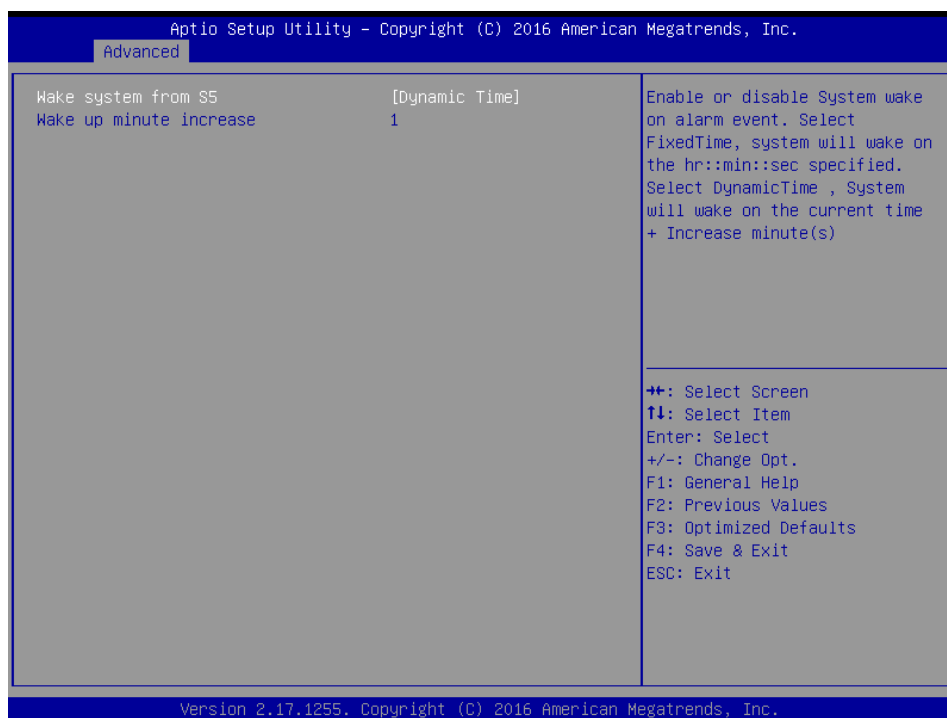 Aptio Setup Utility – Copyright (C) 2016 American Megatrends, Inc.
Advanced
Wake system from S5 [Dynamic Time]
Wake up minute increase 1
Enable or disable System wake
on alarm event. Select
FixedTime, system will wake on
the hr::min::sec specified.
Select DynamicTime , System
will wake on the current time
+ Increase minute(s)
→←: Select Screen
↑↓: Select Item
Enter: Select
+/-: Change Opt.
F1: General Help
F2: Previous Values
F3: Optimized Defaults
F4: Save & Exit
ESC: Exit
Version 2.17.1255. Copyright (C) 2016 American Megatrends, Inc.